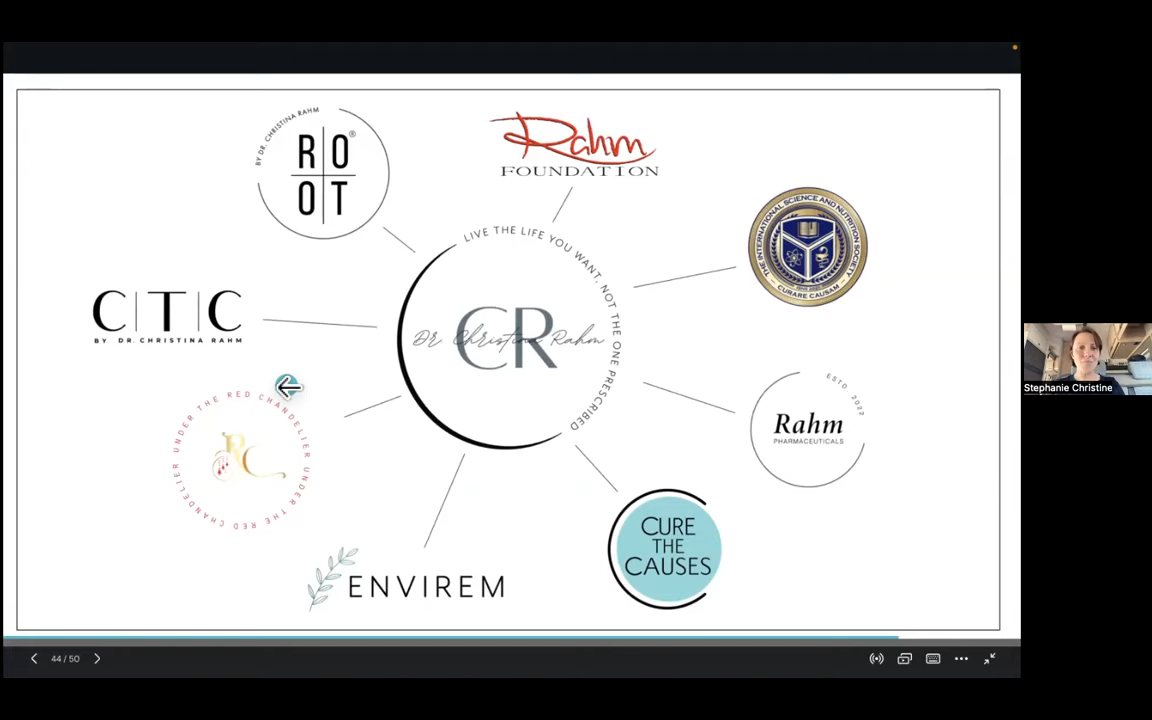 BY DR. CHRISTINA RAHM
R O®
O T
Rahm
FOUNDATION
THE INTERNATIONAL SCIENCE AND NUTRITION SOCIETY
CURARE CAUSAM
LIVE THE LIFE YOU WANT, NOT THE ONE PRESCRIBED
C|T|C
BY DR. CHRISTINA RAHM
CR
Dr. Christina Rahm
Stephanie Christine
ESTD. 2022
Rahm
PHARMACEUTICALS
UNDER THE RED CHANDELIER UNDER THE RED CHANDELIER
RC
CURE
THE
CAUSES
ENVIREM
44 / 50